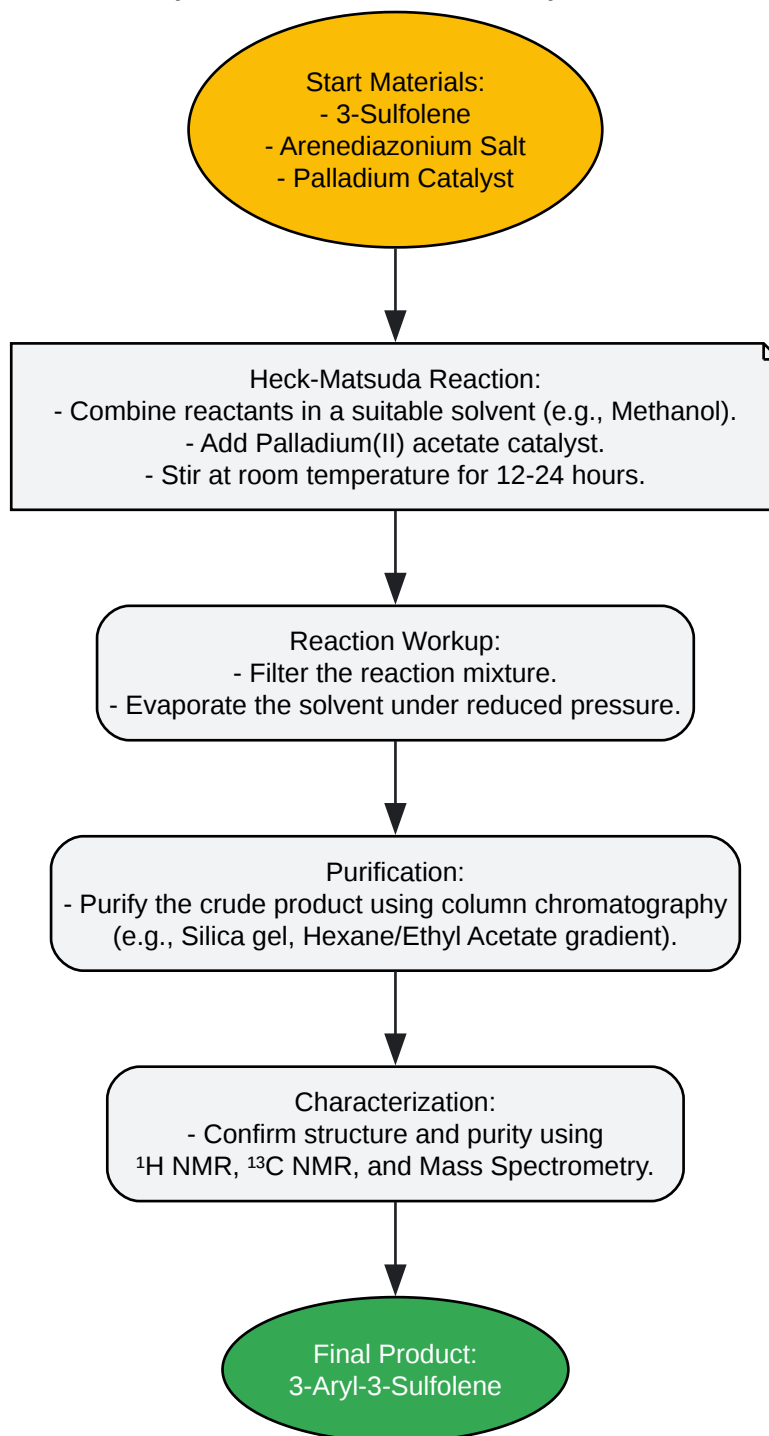 Start Materials:
- 3-Sulfolene
- Arenediazonium Salt
- Palladium Catalyst
Heck-Matsuda Reaction:
- Combine reactants in a suitable solvent (e.g., Methanol).
- Add Palladium(II) acetate catalyst.
- Stir at room temperature for 12-24 hours.
Reaction Workup:
- Filter the reaction mixture.
- Evaporate the solvent under reduced pressure.
Purification:
- Purify the crude product using column chromatography
(e.g., Silica gel, Hexane/Ethyl Acetate gradient).
Characterization:
- Confirm structure and purity using
¹H NMR, ¹³C NMR, and Mass Spectrometry.
Final Product:
3-Aryl-3-Sulfolene